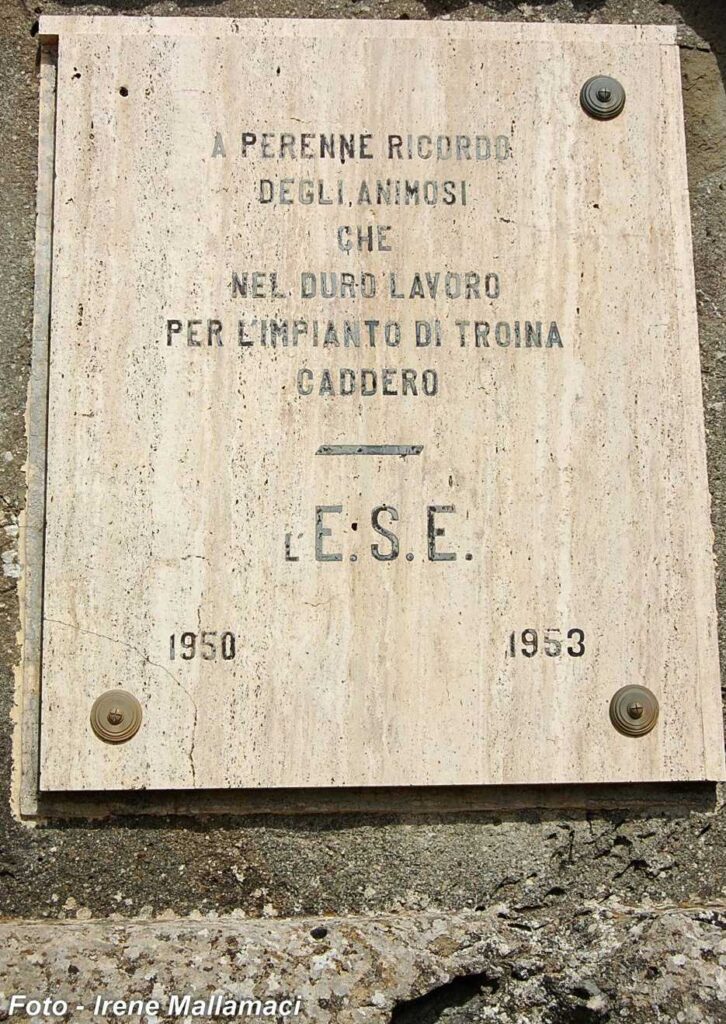 A PERENNE RICORDO
DEGLI ANIMOSI
CHE
NEL DURO LAVORO
PER L'IMPIANTO DI TROINA
CADDERO
L'E.S.E.
1950 1953
Foto - Irene Mallamaci